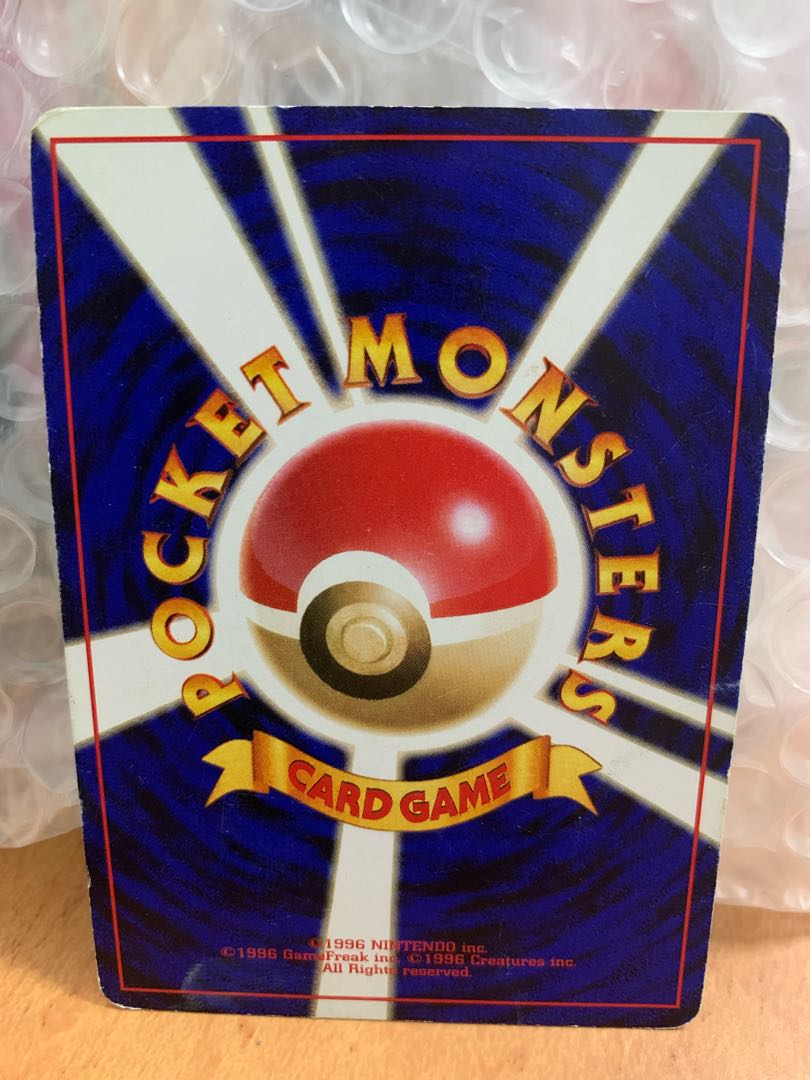 POCKET MONSTERS
CARD GAME
©1996 NINTENDO inc.
©1996 GameFreak inc. ©1996 Creatures inc.
All Rights reserved.